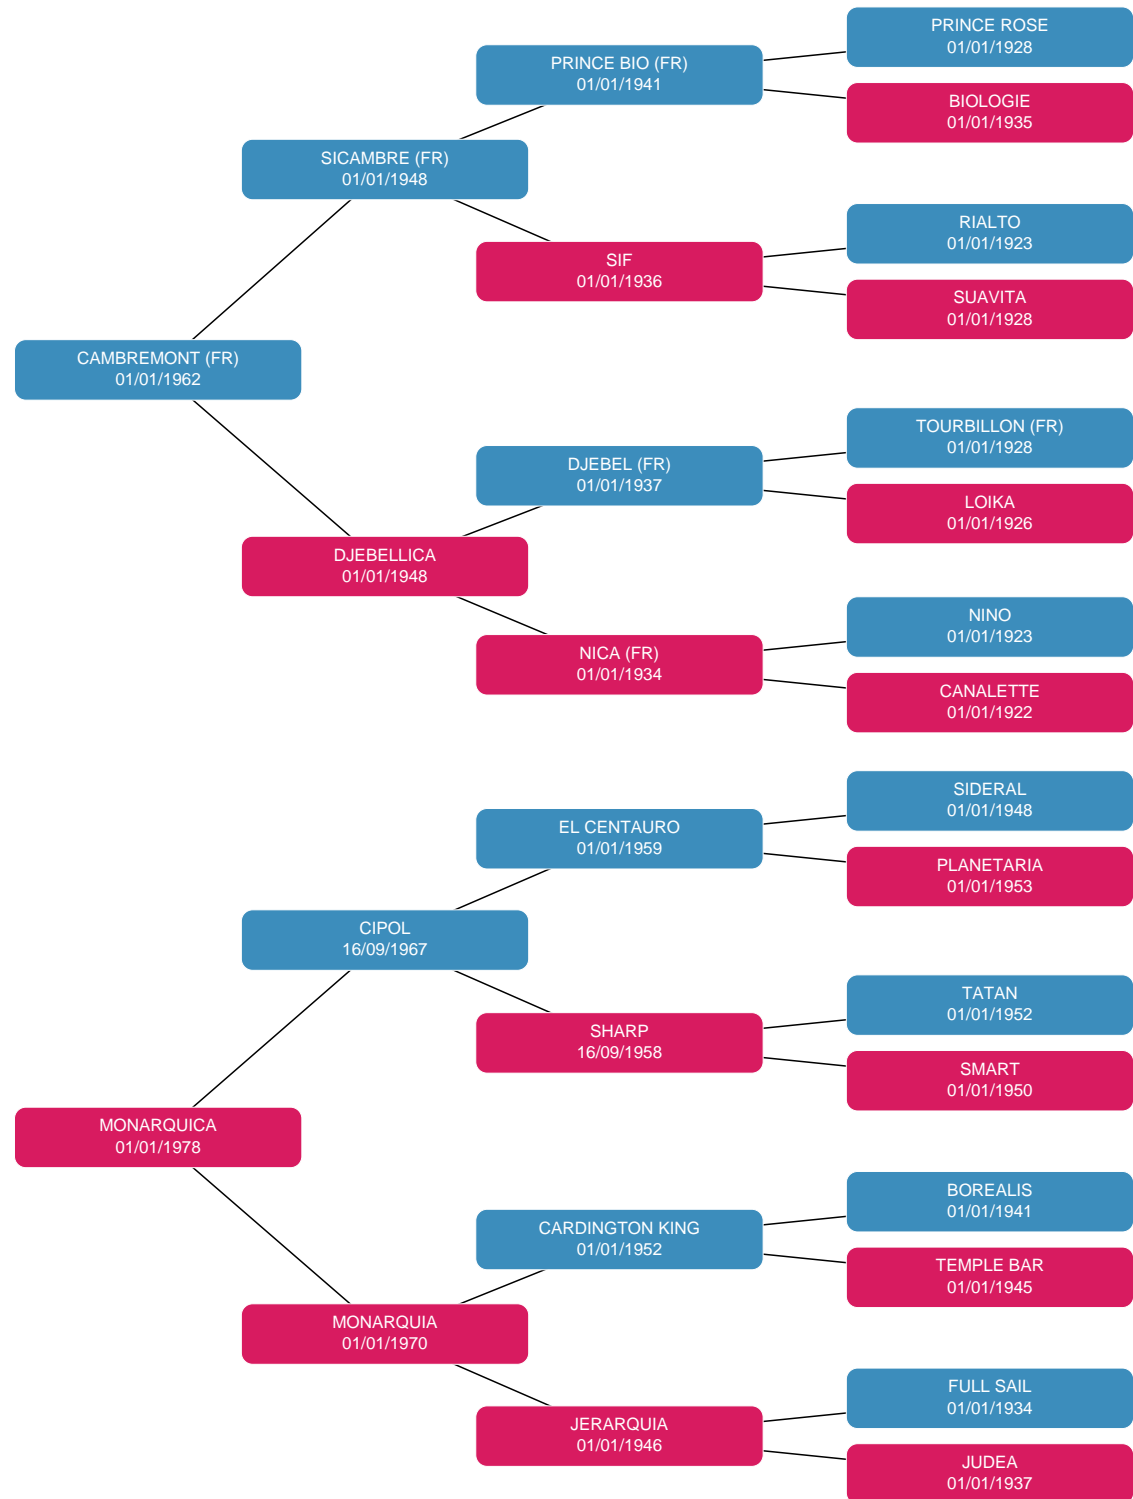 PRINCE ROSE
01/01/1928
PRINCE BIO (FR)
01/01/1941
BIOLOGIE
01/01/1935
SICAMBRE (FR)
01/01/1948
RIALTO
01/01/1923
SIF
01/01/1936
SUAVITA
01/01/1928
CAMBREMONT (FR)
01/01/1962
TOURBILLON (FR)
01/01/1928
DJEBEL (FR)
01/01/1937
LOIKA
01/01/1926
DJEBELLICA
01/01/1948
NINO
01/01/1923
NICA (FR)
01/01/1934
CANALETTE
01/01/1922
SIDERAL
01/01/1948
EL CENTAURO
01/01/1959
PLANETARIA
01/01/1953
CIPOL
16/09/1967
TATAN
01/01/1952
SHARP
16/09/1958
SMART
01/01/1950
MONARQUICA
01/01/1978
BOREALIS
01/01/1941
CARDINGTON KING
01/01/1952
TEMPLE BAR
01/01/1945
MONARQUIA
01/01/1970
FULL SAIL
01/01/1934
JERARQUIA
01/01/1946
JUDEA
01/01/1937